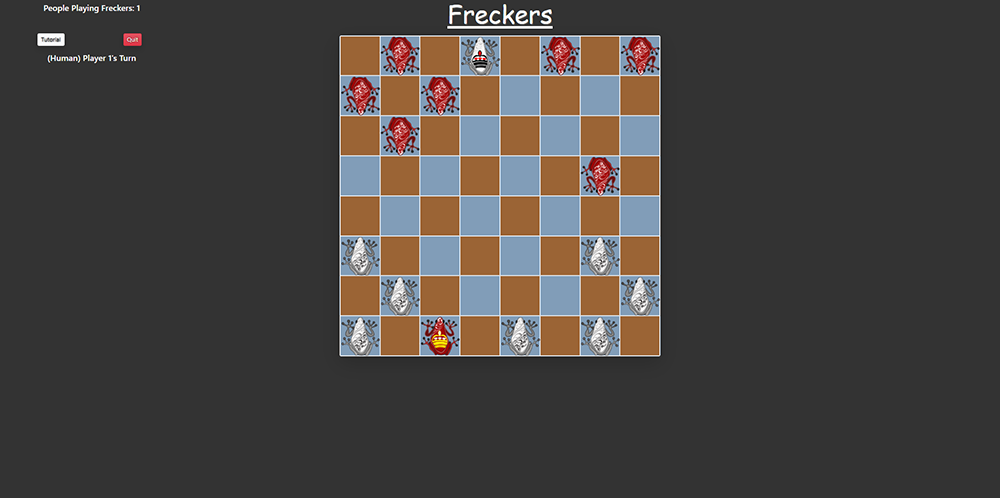 People Playing Freckers: 1
Freckers
Tutorial
Quit
(Human) Player 1's Turn